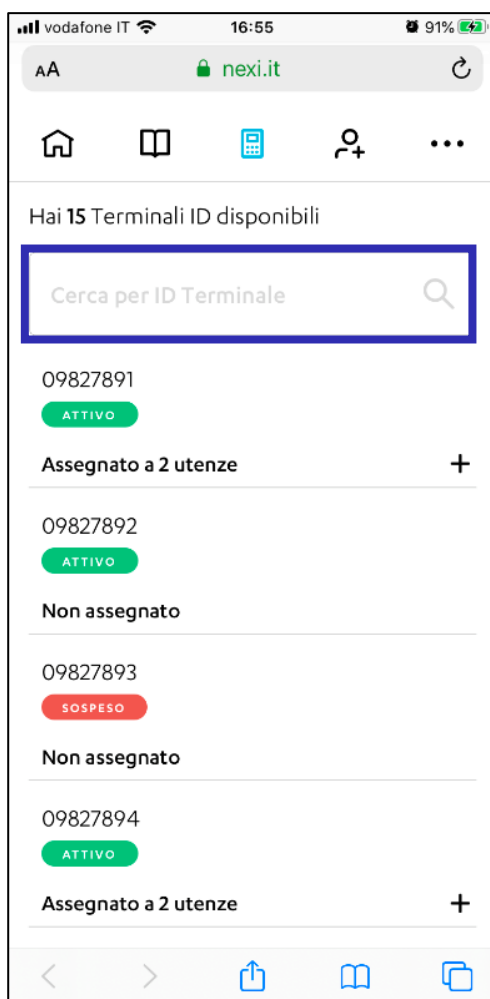 vodafone IT 16:55 91%
AA nexi.it
Hai 15 Terminali ID disponibili
Cerca per ID Terminale
09827891
ATTIVO
Assegnato a 2 utenze +
09827892
ATTIVO
Non assegnato
09827893
SOSPESO
Non assegnato
09827894
ATTIVO
Assegnato a 2 utenze +